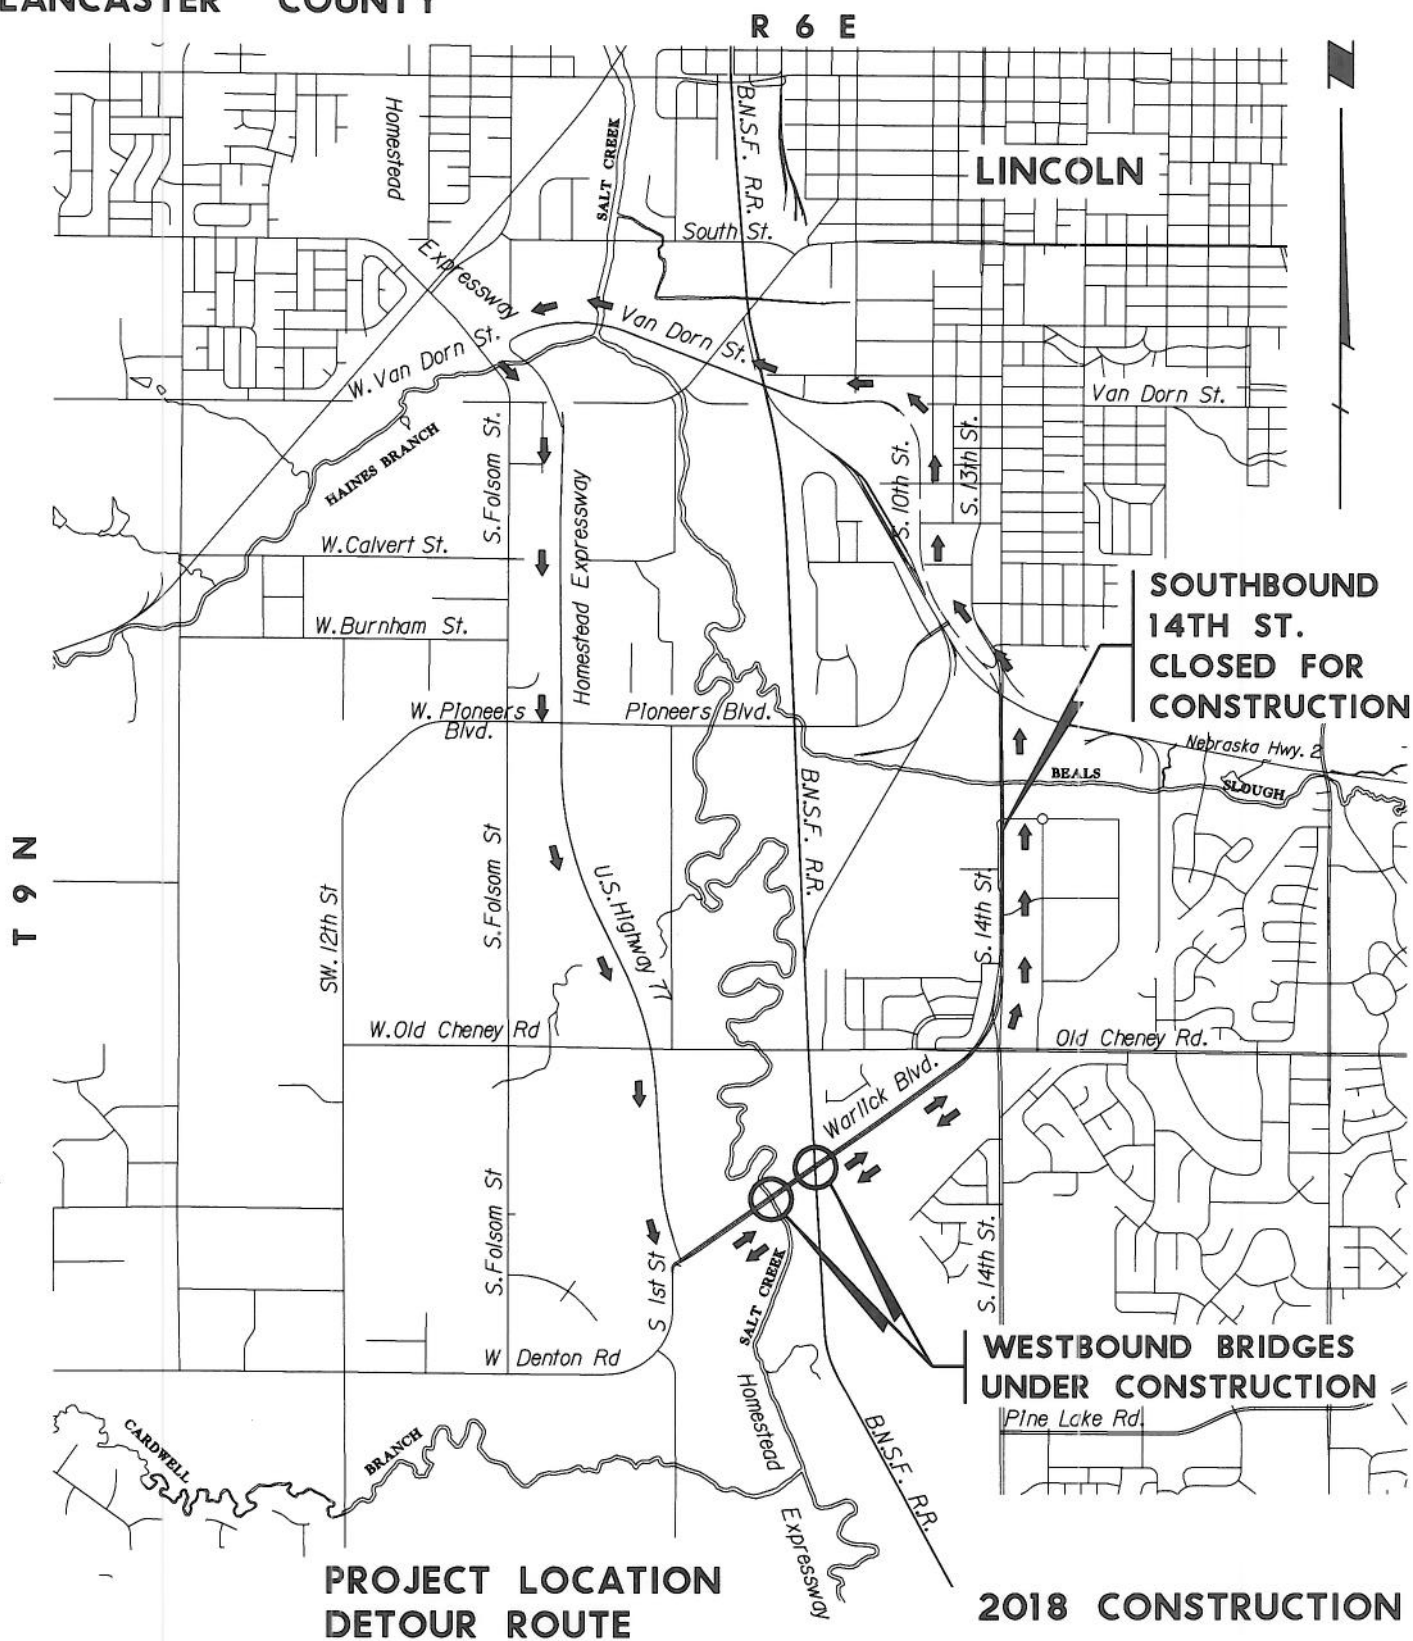 LANCASTER COUNTY
R 6 E
N
Homestead
SALT CREEK
B.N.S.F. R.R.
LINCOLN
South St.
Expressway
Van Dorn St.
W. Van Dorn St.
Van Dorn St.
HAINES BRANCH
S. Folsom St.
Homestead Expressway
S. 10th St.
S. 13th St.
W. Calvert St.
W. Burnham St.
SOUTHBOUND
14TH ST.
CLOSED FOR
CONSTRUCTION
W. Pioneers
Blvd.
Pioneers Blvd.
Nebraska Hwy. 2
BEALS
SLOUGH
B.N.S.F. R.R.
T 9 N
SW. 12th St
S. Folsom St
U.S. Highway 77
S. 14th St.
W. Old Cheney Rd
Old Cheney Rd.
Warlick Blvd.
S. Folsom St
S 1st St
SALT CREEK
S. 14th St.
W Denton Rd
WESTBOUND BRIDGES
UNDER CONSTRUCTION
Pine Lake Rd.
Homestead
Expressway
B.N.S.F. R.R.
CARDWELL
BRANCH
PROJECT LOCATION
DETOUR ROUTE
2018 CONSTRUCTION